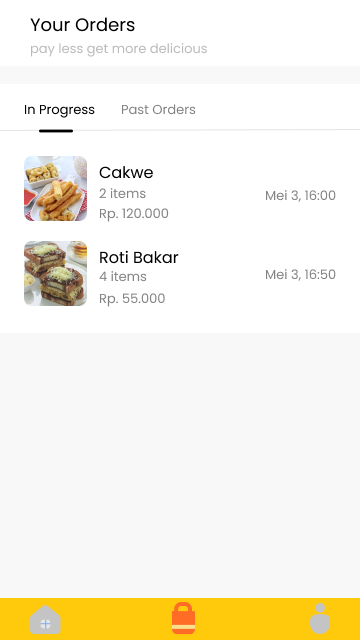 Your Orders
pay less get more delicious
In Progress
Past Orders
Cakwe
2 items
Rp. 120.000
Mei 3, 16:00
Roti Bakar
4 items
Rp. 55.000
Mei 3, 16:50